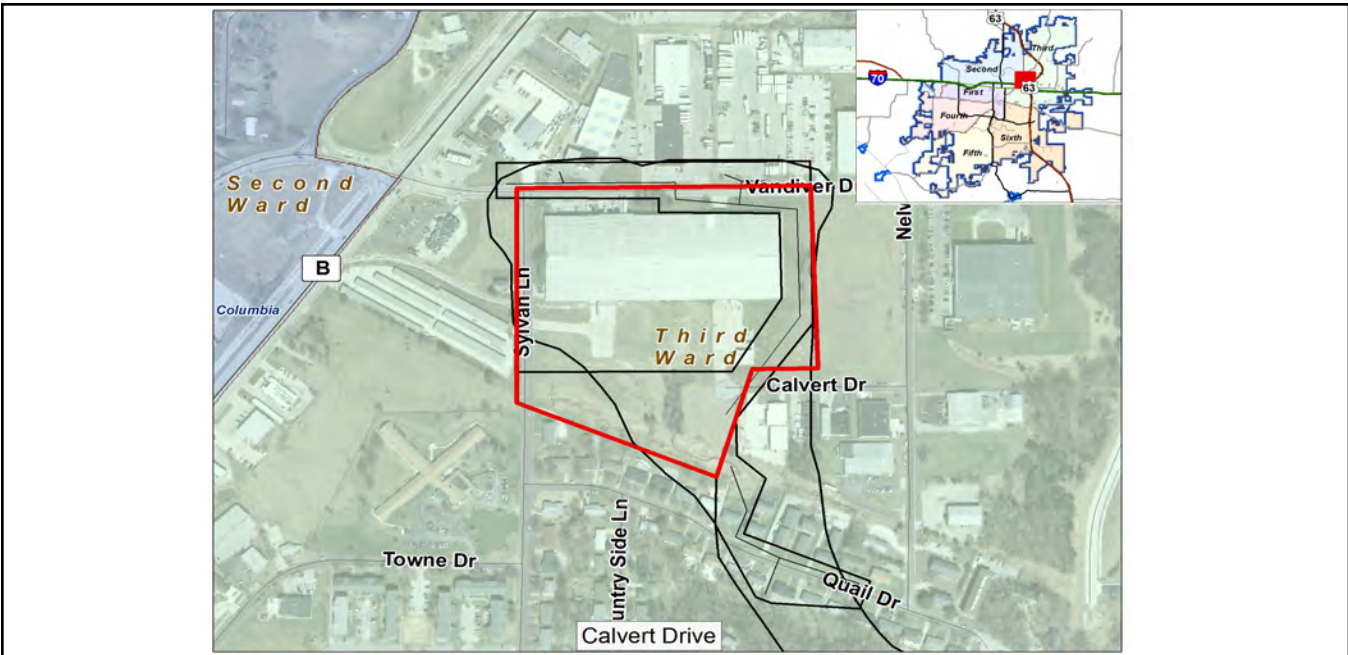 63
Third
Second
70
63
First
Fourth
Sixth
Fifth
Second
Ward
Vandiver D
B
Columbia
Sylvan Ln
Third
Ward
Calvert Dr
Towne Dr
untry Side Ln
Quail Dr
Calvert Drive